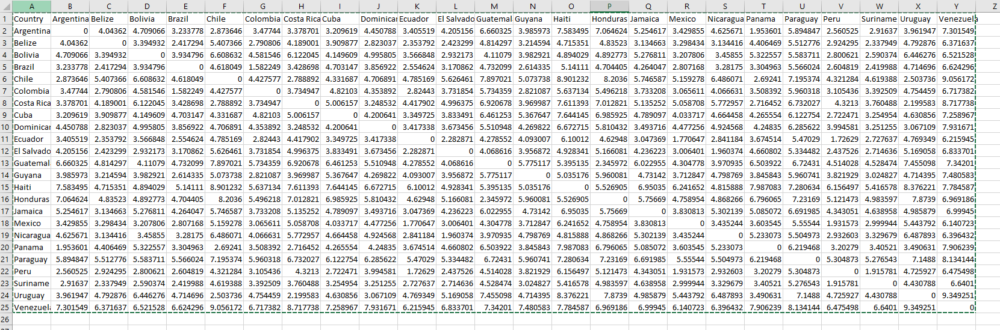 A B C D E F G H I J K L M N O P Q R S T U V W X Y Z
1 Country Argentina Belize Bolivia Brazil Chile Colombia Costa Rica Cuba Dominican Ecuador El Salvado Guatemal Guyana Haiti Honduras Jamaica Mexico Nicaragua Panama Paraguay Peru Suriname Uruguay Venezuela
2 Argentina 0 4.04362 4.709066 3.233778 2.873646 3.47744 3.378701 3.209619 4.450788 3.405519 4.205156 6.660325 3.985973 7.583495 7.064624 5.254617 3.429855 4.625671 1.953601 5.894847 2.560525 2.91637 3.961947 7.301549
3 Belize 4.04362 0 3.394932 2.417294 5.407366 2.790806 4.189001 3.909877 2.823037 2.353792 2.423299 4.814297 3.214594 4.715351 4.83523 3.134663 3.298434 3.134416 4.406469 5.512776 2.924295 2.337949 4.792876 6.371637
4 Bolivia 4.709066 3.394932 0 3.934796 6.608632 4.581546 6.122045 4.149609 4.995805 3.566848 2.932173 4.11079 3.982921 4.894029 4.892773 5.276811 3.207806 3.45855 5.322557 5.583711 2.800621 2.590374 6.446276 6.521528
5 Brazil 3.233778 2.417294 3.934796 0 4.618049 1.582249 3.428698 4.703147 3.856922 2.554624 3.170862 4.732099 2.614335 5.14111 4.704405 4.264047 2.807168 3.28175 3.304963 5.566024 2.604819 2.419988 4.714696 6.624296
6 Chile 2.873646 5.407366 6.608632 4.618049 0 4.427577 2.788892 4.331687 4.706891 4.785169 5.626461 7.897021 5.073738 8.901232 8.2036 5.746587 5.159278 6.486071 2.69241 7.195374 4.321284 4.619388 2.503736 9.056172
7 Colombia 3.47744 2.790806 4.581546 1.582249 4.427577 0 3.734947 4.82103 4.353892 2.82443 3.731854 5.734359 2.821087 5.637134 5.496218 3.733208 3.065611 4.066631 3.508392 5.960318 3.105436 3.392509 4.754459 6.717382
8 Costa Rica 3.378701 4.189001 6.122045 3.428698 2.788892 3.734947 0 5.006157 3.248532 4.417902 4.996375 6.920678 3.969987 7.611393 7.012821 5.135252 5.058708 5.772957 2.716452 6.732027 4.3213 3.760488 2.199583 8.717738
9 Cuba 3.209619 3.909877 4.149609 4.703147 4.331687 4.82103 5.006157 0 4.200641 3.349725 3.833491 6.461253 5.367647 7.644145 6.985925 4.789097 4.033717 4.664458 4.265554 6.122754 2.722471 3.254954 4.630856 7.258967
10 Dominican 4.450788 2.823037 4.995805 3.856922 4.706891 4.353892 3.248532 4.200641 0 3.417338 3.673456 5.510948 4.269822 6.672715 5.810432 3.493716 4.477256 4.924568 4.24835 6.285622 3.994581 3.251255 3.067109 7.931671
11 Ecuador 3.405519 2.353792 3.566848 2.554624 4.785169 2.82443 4.417902 3.349725 3.417338 0 2.282871 4.278552 4.093007 6.10012 4.62948 3.047369 1.770647 2.841184 3.674514 5.47029 1.72629 2.727637 4.769349 6.215945
12 El Salvado 4.205156 2.423299 2.932173 3.170862 5.626461 3.731854 4.996375 3.833491 3.673456 2.282871 0 4.068616 3.956872 4.928341 5.166081 4.236223 3.006401 1.960374 4.660802 5.334482 2.437526 2.714636 5.169058 6.833701
13 Guatemal 6.660325 4.814297 4.11079 4.732099 7.897021 5.734359 6.920678 6.461253 5.510948 4.278552 4.068616 0 5.775117 5.395135 2.345972 6.022955 4.304778 3.970935 6.503922 6.72431 4.514028 4.528474 7.455098 7.34201
14 Guyana 3.985973 3.214594 3.982921 2.614335 5.073738 2.821087 3.969987 5.367647 4.269822 4.093007 3.956872 5.775117 0 5.035176 5.960081 4.73142 3.712847 4.798769 3.845843 5.960741 3.821929 3.024827 4.714395 7.480583
15 Haiti 7.583495 4.715351 4.894029 5.14111 8.901232 5.637134 7.611393 7.644145 6.672715 6.10012 4.928341 5.395135 5.035176 0 5.526905 6.95035 6.241652 4.815888 7.987083 7.280634 6.156497 5.416578 8.376221 7.784587
16 Honduras 7.064624 4.83523 4.892773 4.704405 8.2036 5.496218 7.012821 6.985925 5.810432 4.62948 5.166081 2.345972 5.960081 5.526905 0 5.75669 4.758954 4.868266 6.796065 7.23169 5.121473 4.983597 7.8739 6.969186
17 Jamaica 5.254617 3.134663 5.276811 4.264047 5.746587 3.733208 5.135252 4.789097 3.493716 3.047369 4.236223 6.022955 4.73142 6.95035 5.75669 0 3.830813 5.302139 5.085072 6.691985 4.343051 4.638958 4.985879 6.99945
18 Mexico 3.429855 3.298434 3.207806 2.807168 5.159278 3.065611 5.058708 4.033717 4.477256 1.770647 3.006401 4.304778 3.712847 6.241652 4.758954 3.830813 0 3.435244 3.603545 5.55544 1.931573 2.999944 5.443792 6.140723
19 Nicaragua 4.625671 3.134416 3.45855 3.28175 6.486071 4.066631 5.772957 4.664458 4.924568 2.841184 1.960374 3.970935 4.798769 4.815888 4.868266 5.302139 3.435244 0 5.233073 5.504973 2.932603 3.329679 6.487893 6.396432
20 Panama 1.953601 4.406469 5.322557 3.304963 2.69241 3.508392 2.716452 4.265554 4.24835 3.674514 4.660802 6.503922 3.845843 7.987083 6.796065 5.085072 3.603545 5.233073 0 6.219468 3.20279 3.40521 3.490631 7.906239
21 Paraguay 5.894847 5.512776 5.583711 5.566024 7.195374 5.960318 6.732027 6.122754 6.285622 5.47029 5.334482 6.72431 5.960741 7.280634 7.23169 6.691985 5.55544 5.504973 6.219468 0 5.304873 5.276543 7.1488 8.134144
22 Peru 2.560525 2.924295 2.800621 2.604819 4.321284 3.105436 4.3213 2.722471 3.994581 1.72629 2.437526 4.514028 3.821929 6.156497 5.121473 4.343051 1.931573 2.932603 3.20279 5.304873 0 1.915781 4.725927 6.475498
23 Suriname 2.91637 2.337949 2.590374 2.419988 4.619388 3.392509 3.760488 3.254954 3.251255 2.727637 2.714636 4.528474 3.024827 5.416578 4.983597 4.638958 2.999944 3.329679 3.40521 5.276543 1.915781 0 4.430788 6.6401
24 Uruguay 3.961947 4.792876 6.446276 4.714696 2.503736 4.754459 2.199583 4.630856 3.067109 4.769349 5.169058 7.455098 4.714395 8.376221 7.8739 4.985879 5.443792 6.487893 3.490631 7.1488 4.725927 4.430788 0 9.349251
25 Venezuela 7.301549 6.371637 6.521528 6.624296 9.056172 6.717382 8.717738 7.258967 7.931671 6.215945 6.833701 7.34201 7.480583 7.784587 6.969186 6.99945 6.140723 6.396432 7.906239 8.134144 6.475498 6.6401 9.349251 0
26